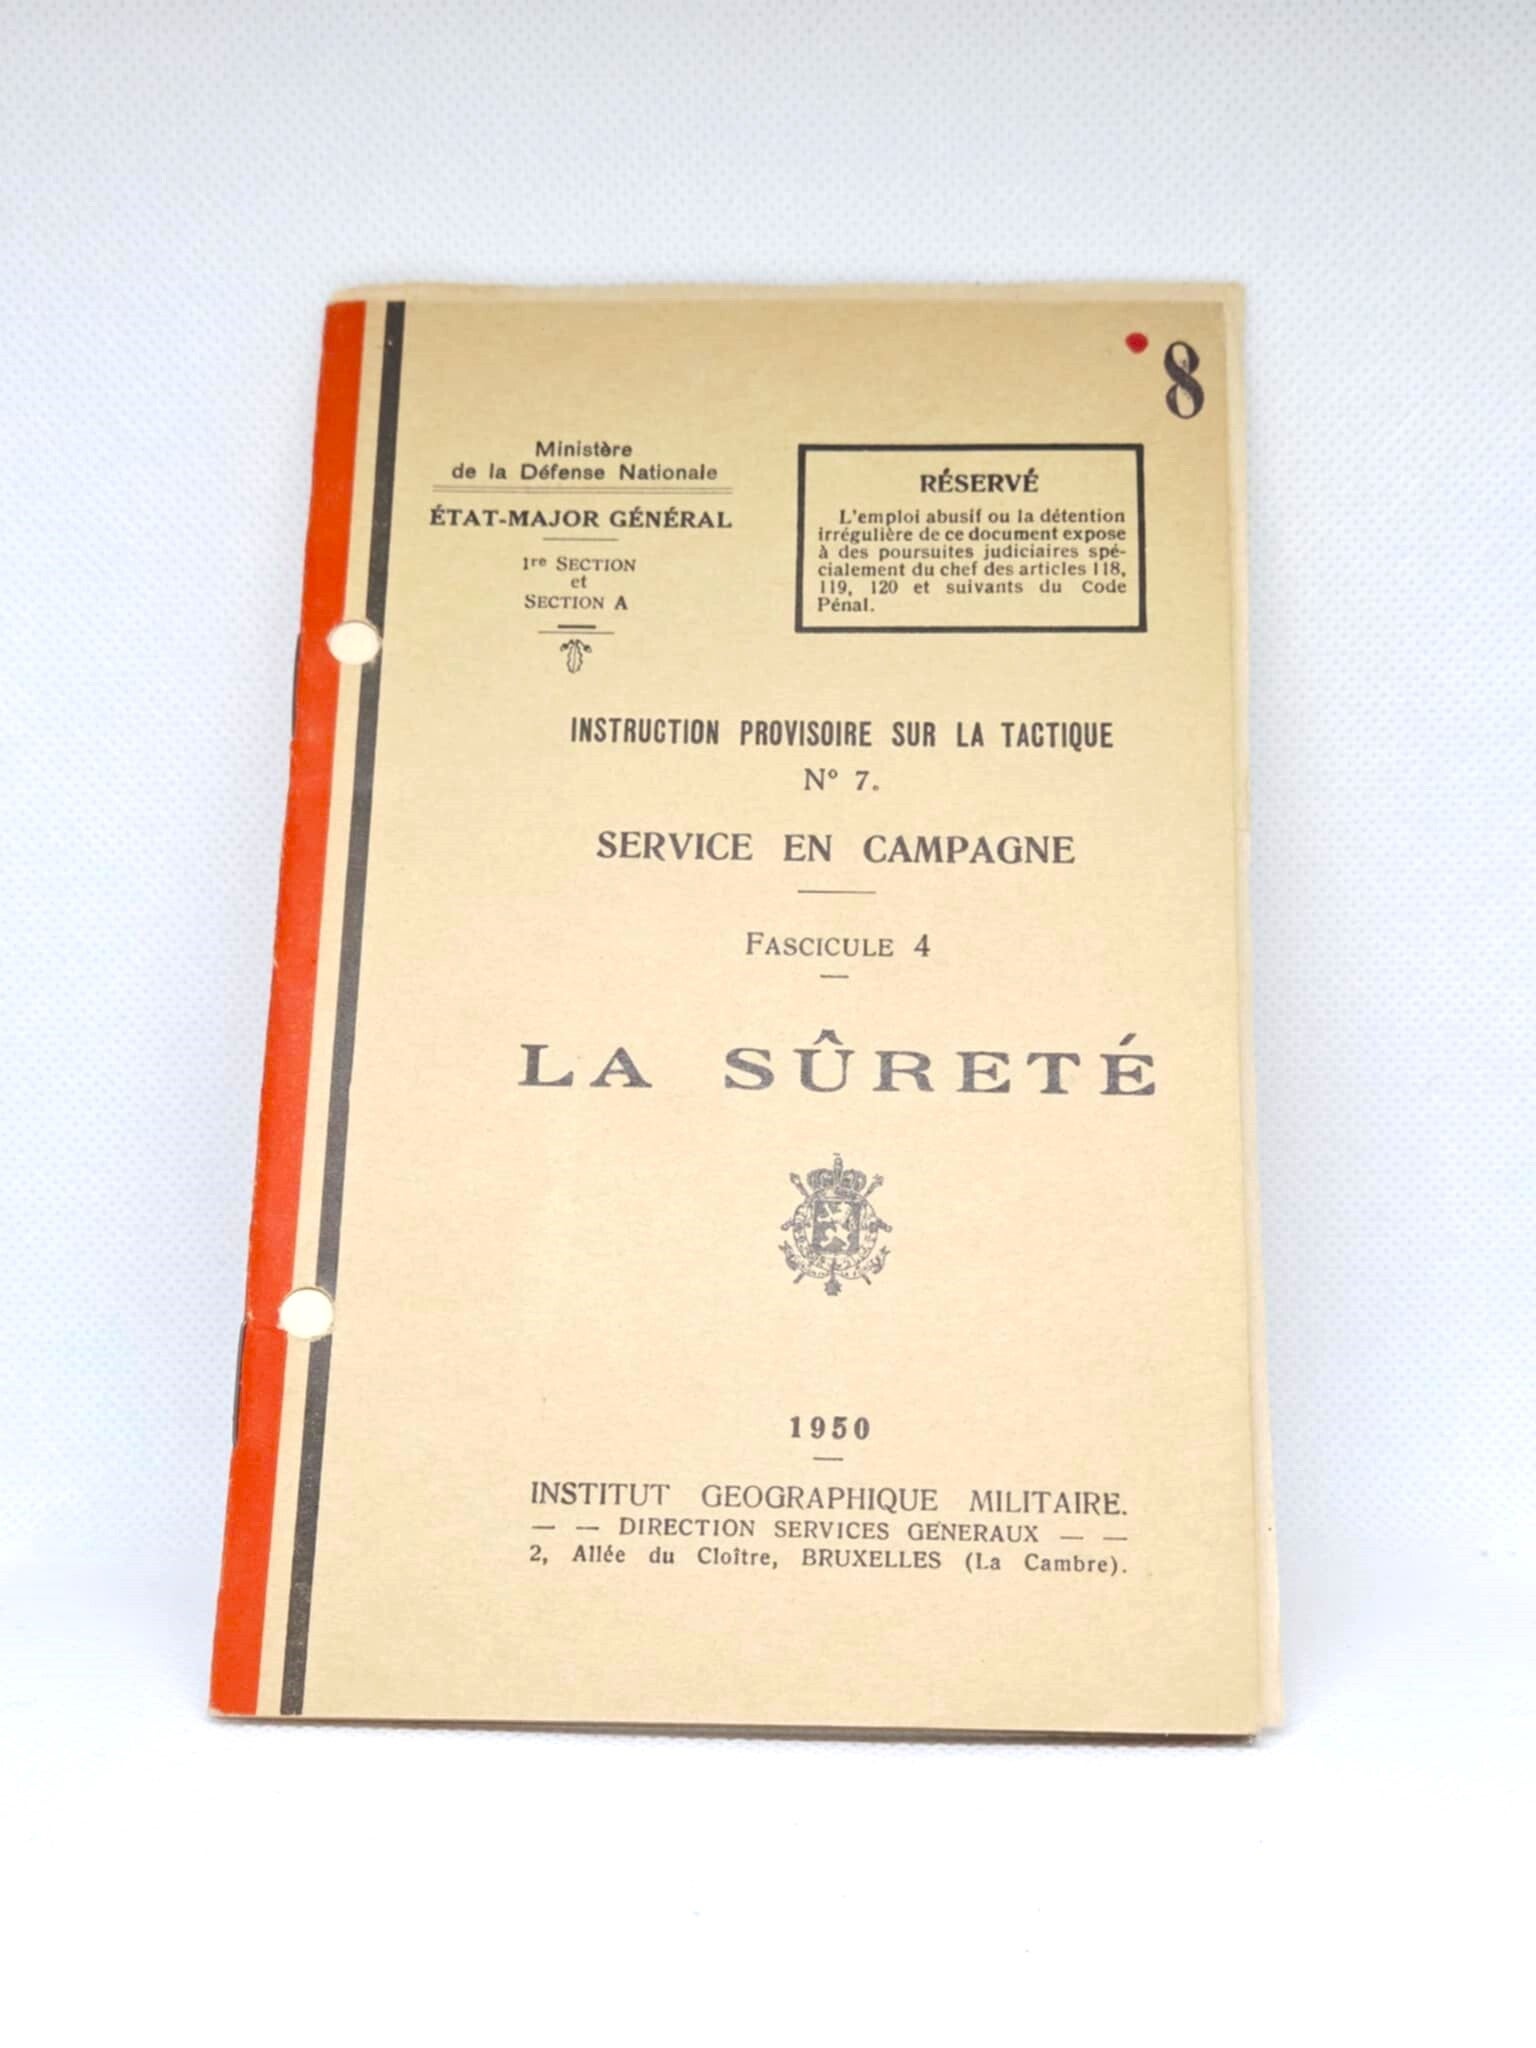 8
Ministère
de la Défense Nationale
ÉTAT-MAJOR GÉNÉRAL
1re SECTION
et
SECTION A
RÉSERVÉ
L'emploi abusif ou la détention
irrégulière de ce document expose
à des poursuites judiciaires spé-
cialement du chef des articles 118,
119, 120 et suivants du Code
Pénal.
INSTRUCTION PROVISOIRE SUR LA TACTIQUE
Nº 7.
SERVICE EN CAMPAGNE
FASCICULE 4
LA SÛRETÉ
1950
INSTITUT GEOGRAPHIQUE MILITAIRE.
— — DIRECTION SERVICES GENERAUX — —
2, Allée du Cloître, BRUXELLES (La Cambre).